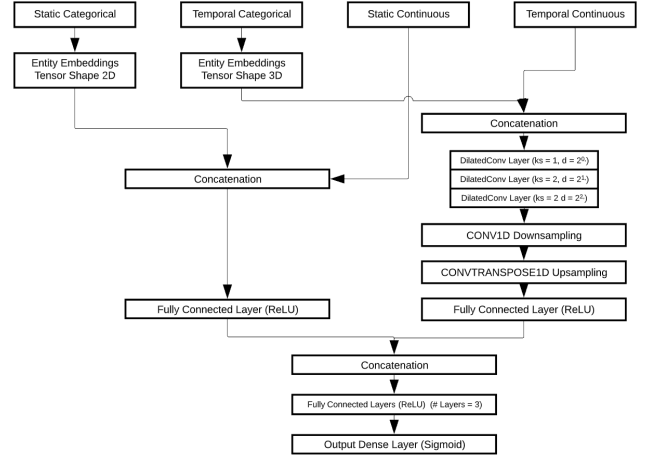 Static Categorical
Temporal Categorical
Static Continuous
Temporal Continuous
Entity Embeddings
Tensor Shape 2D
Entity Embeddings
Tensor Shape 3D
Concatenation
DilatedConv Layer (ks = 1, d = 2⁰·)
DilatedConv Layer (ks = 2, d = 2¹·)
DilatedConv Layer (ks = 2 d = 2²·)
Concatenation
CONV1D Downsampling
CONVTRANSPOSE1D Upsampling
Fully Connected Layer (ReLU)
Fully Connected Layer (ReLU)
Concatenation
Fully Connected Layers (ReLU) (# Layers = 3)
Output Dense Layer (Sigmoid)